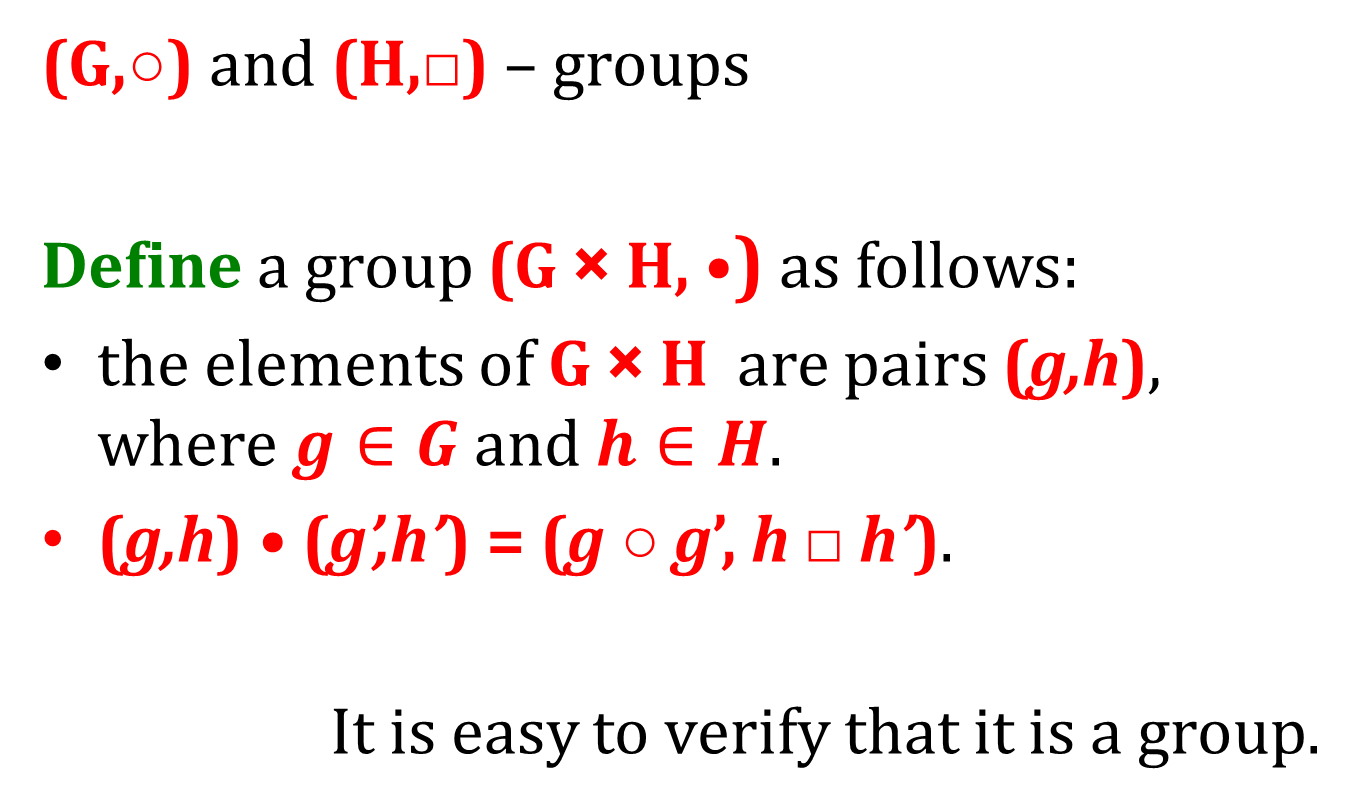 (G,○) and (H,□) – groups
Define a group (G × H, •) as follows:
• the elements of G × H are pairs (g,h),
where g ∈ G and h ∈ H.
• (g,h) • (g’,h’) = (g ○ g’, h □ h’).
It is easy to verify that it is a group.